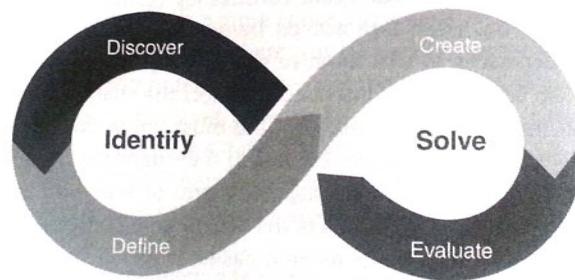 Discover
Create
Identify
Solve
Define
Evaluate